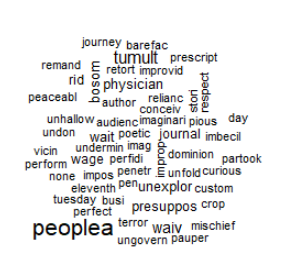 journey barefac
tumult prescript
remand retort improvid
rid bosom physician
peaceabl author relianc stori respect
conceiv
unhallow audienc imaginari pious day
undon wait poetic journal imbecil
vicin undermin imag improp dominion
perform wage perfidi partook
none impos penetr unfold curious
eleventh pen unexplor custom
tuesday busi presuppos crop
perfect
peoplea terror waiv mischief
ungovern pauper